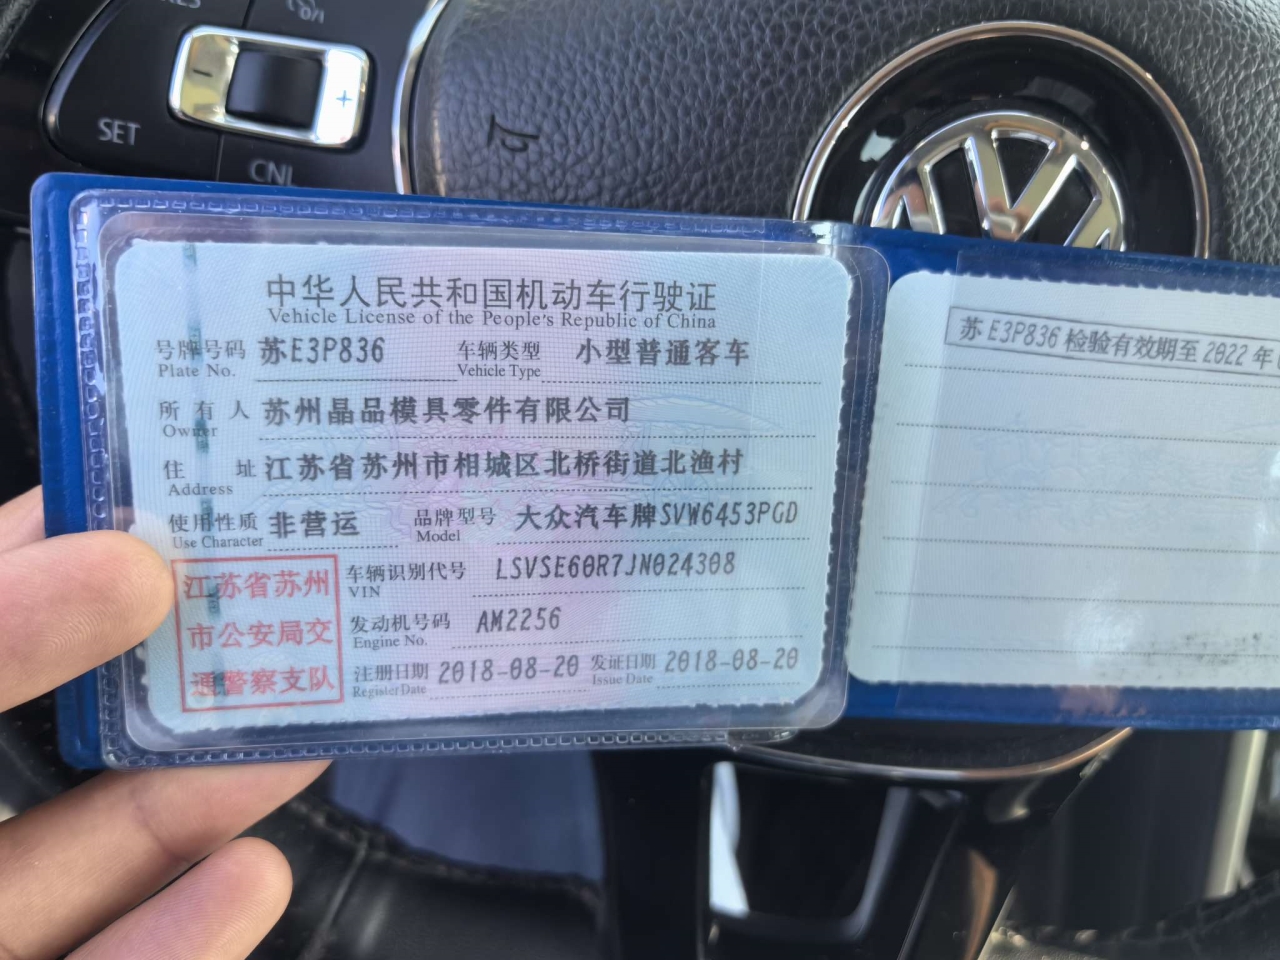 SET
CNL
中华人民共和国机动车行驶证
Vehicle License of the People's Republic of China
号牌号码 苏E3P836 车辆类型 小型普通客车
Plate No. Vehicle Type
所有人 苏州晶品模具零件有限公司
Owner
住址 江苏省苏州市相城区北桥街道北渔村
Address
使用性质 非营运 品牌型号 大众汽车牌SVW6453PGD
Use Character Model
江苏省苏州
市公安局交
通警察支队
车辆识别代号 LSVSE60R7JN024308
VIN
发动机号码 AM2256
Engine No.
注册日期 2018-08-20 发证日期 2018-08-20
Register Date Issue Date
苏E3P836 检验有效期至 2022 年